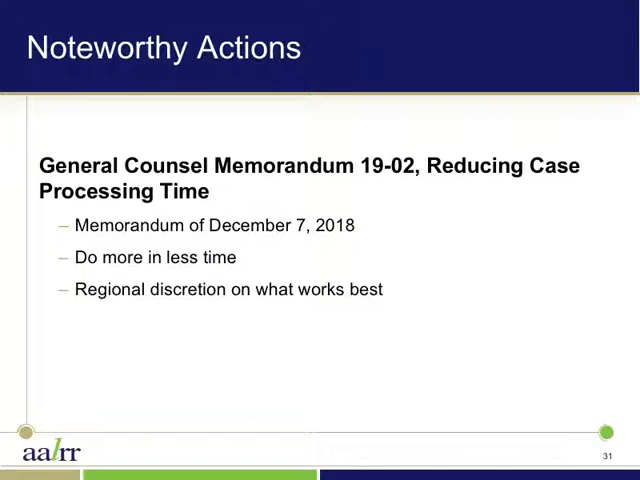 Noteworthy Actions
General Counsel Memorandum 19-02, Reducing Case
Processing Time
– Memorandum of December 7, 2018
– Do more in less time
– Regional discretion on what works best
aalrr
31